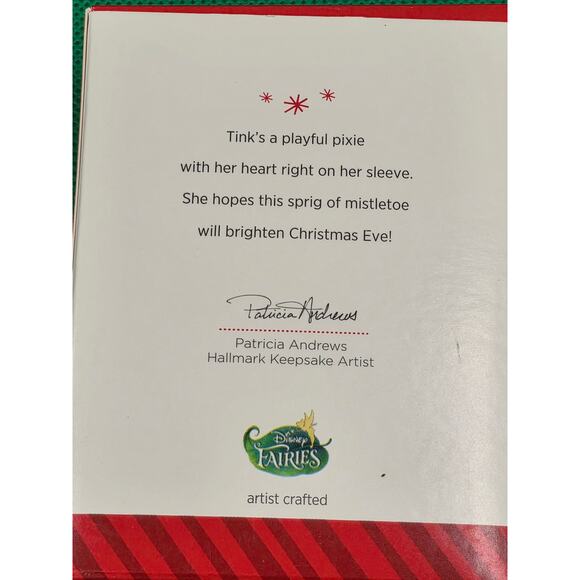 Tink's a playful pixie
with her heart right on her sleeve.
She hopes this sprig of mistletoe
will brighten Christmas Eve!
Patricia Andrews
Patricia Andrews
Hallmark Keepsake Artist
Disney
FAIRIES
artist crafted